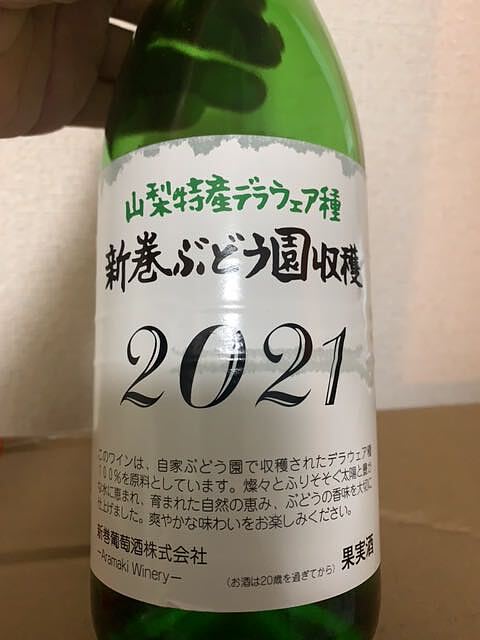 山梨特産デラウェア種
新巻ぶどう園収穫
2021
このワインは、自家ぶどう園で収穫されたデラウェア種
100%を原料としています。燦々とふりそそぐ太陽と豊か
な水に恵まれ、育まれた自然の恵み、ぶどうの香味を大切に
仕上げました。爽やかな味わいをお楽しみください。
新巻葡萄酒株式会社
—Aramaki Winery—
(お酒は20歳を過ぎてから)
果実酒